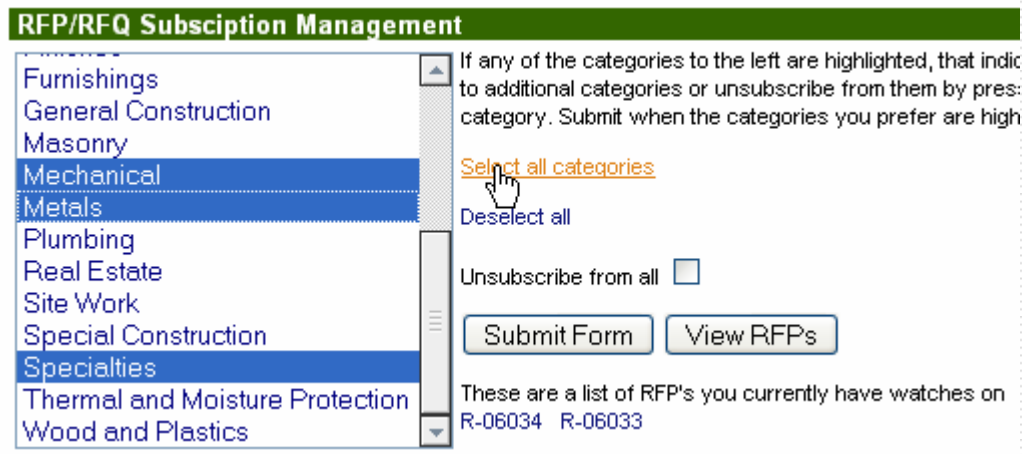 RFP/RFQ Subsciption Management
Furnishings
General Construction
Masonry
Mechanical
Metals
Plumbing
Real Estate
Site Work
Special Construction
Specialties
Thermal and Moisture Protection
Wood and Plastics
If any of the categories to the left are highlighted, that indic
to additional categories or unsubscribe from them by pres
category. Submit when the categories you prefer are high
Select all categories
Deselect all
Unsubscribe from all
Submit Form View RFPs
These are a list of RFP's you currently have watches on
R-06034 R-06033